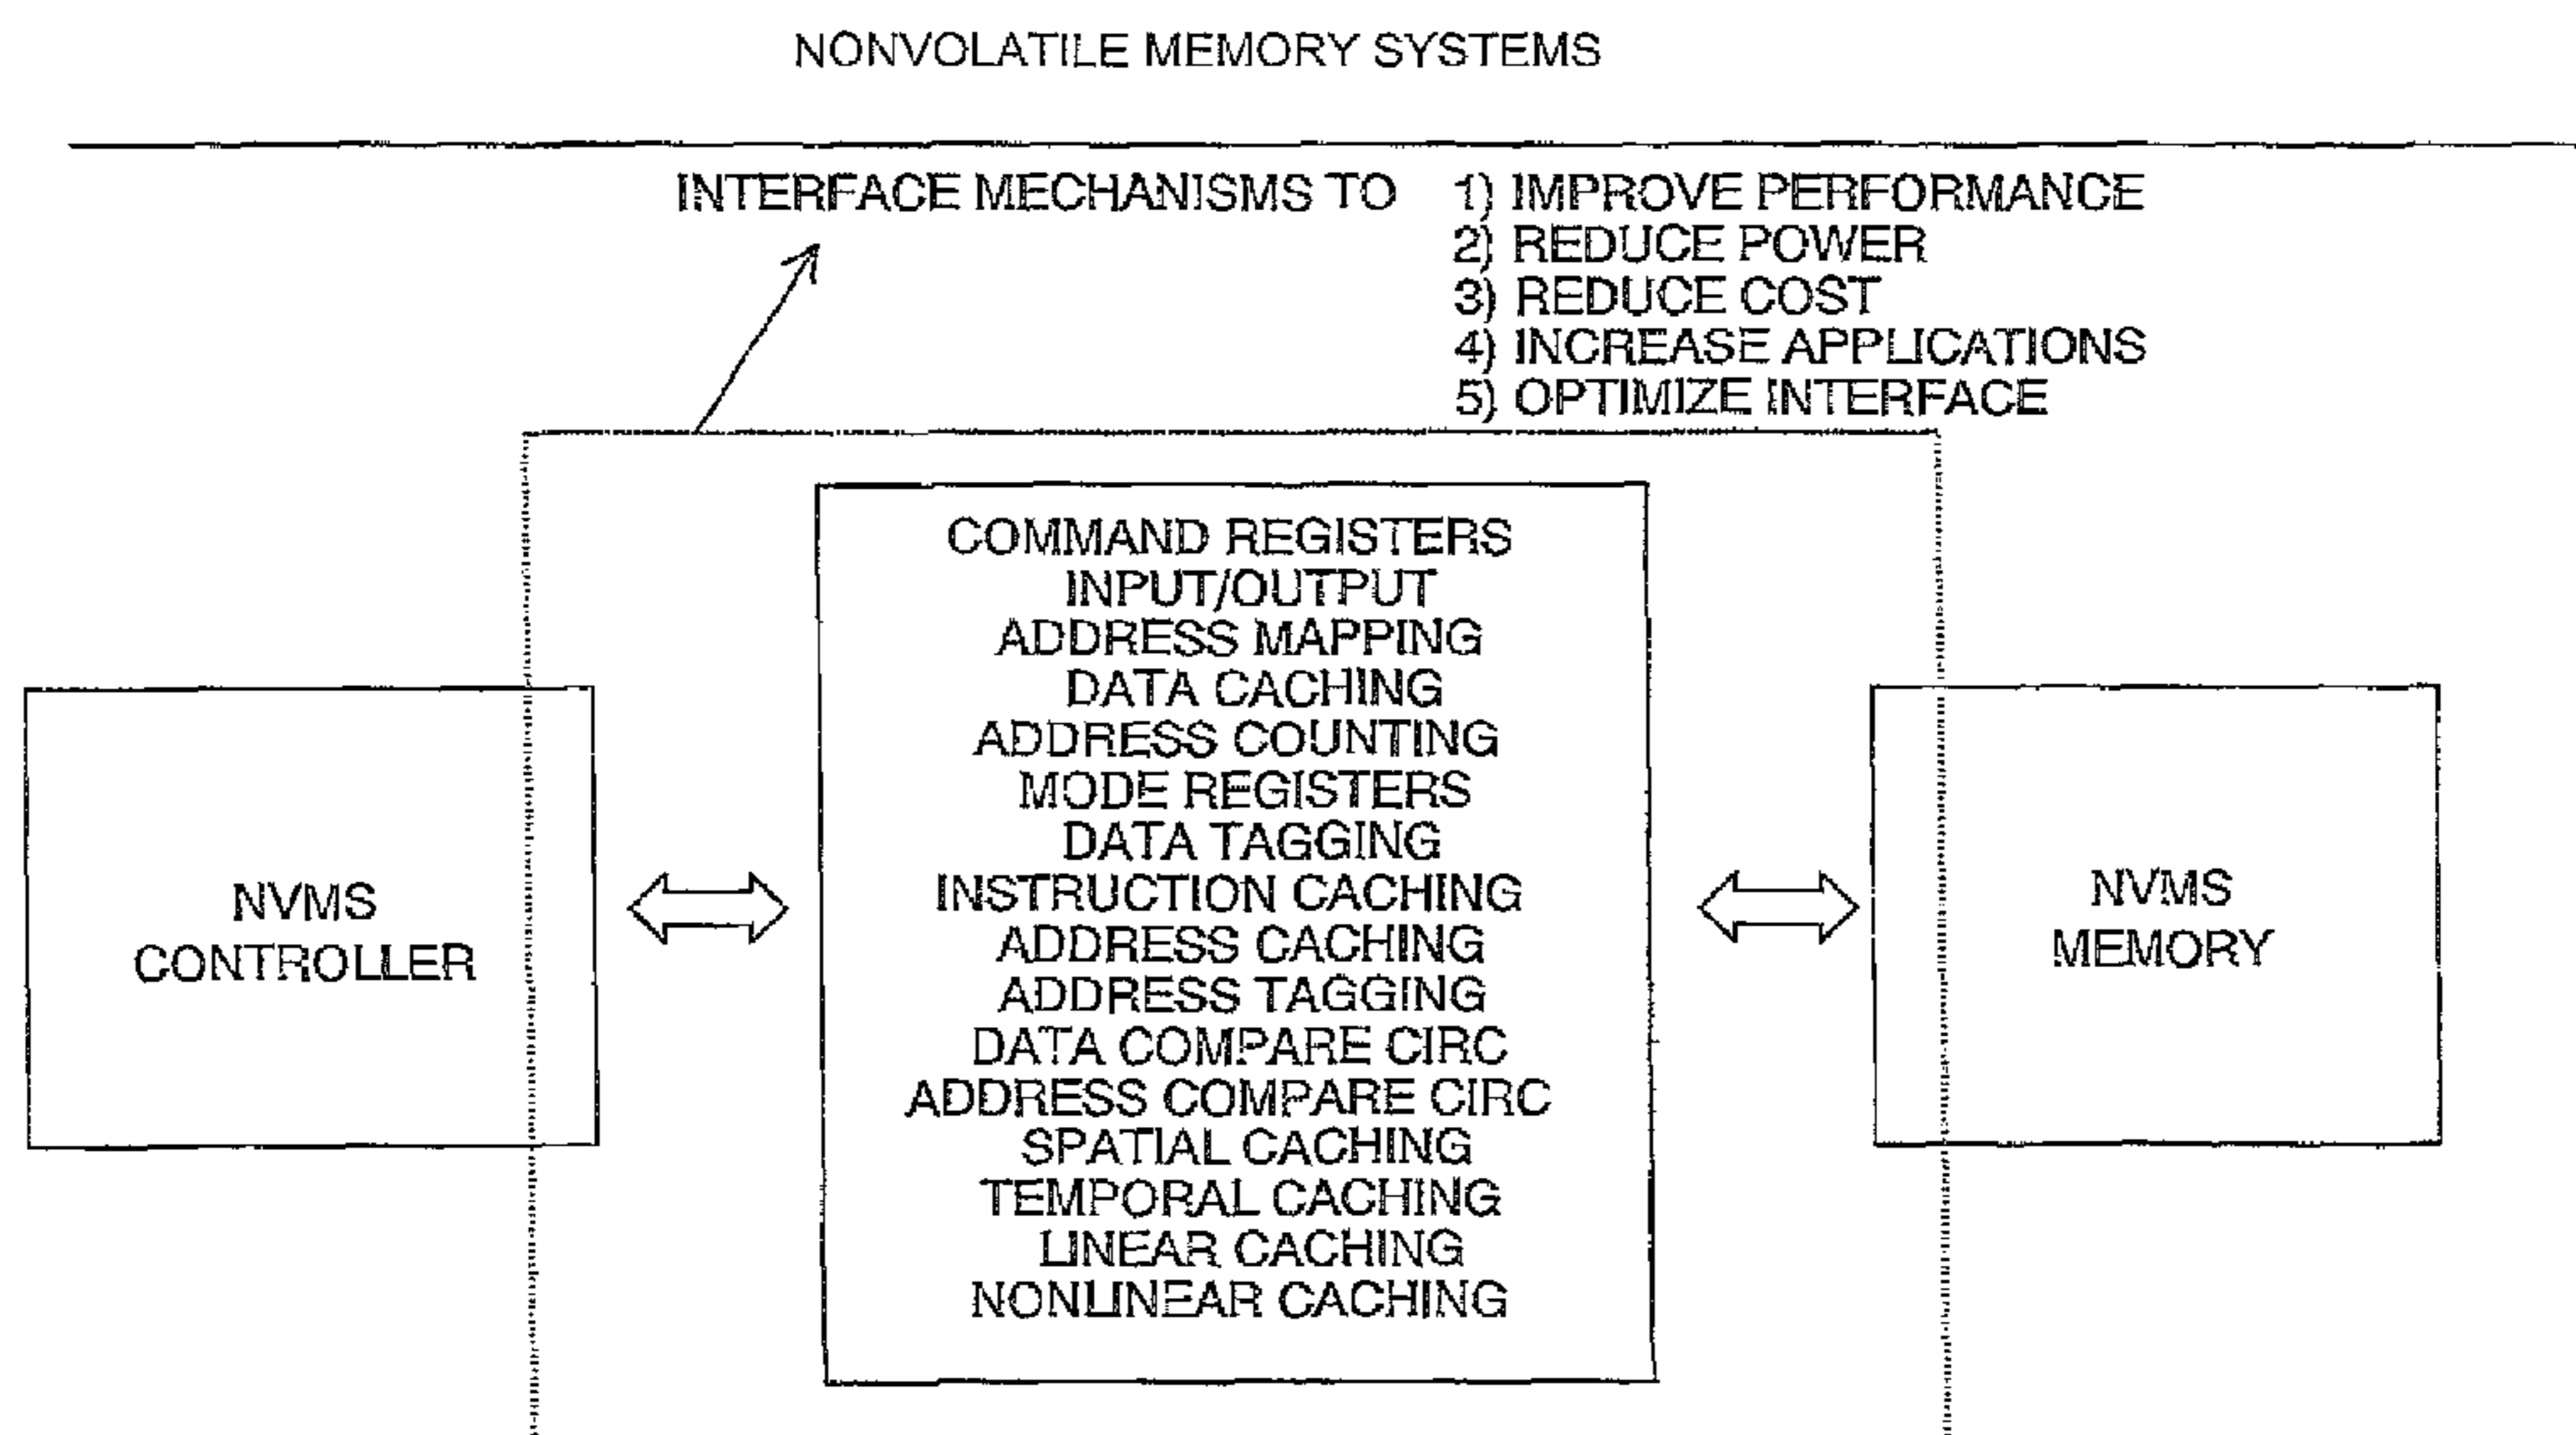 NONVOLATILE MEMORY SYSTEMS
INTERFACE MECHANISMS TO
1) IMPROVE PERFORMANCE
2) REDUCE POWER
3) REDUCE COST
4) INCREASE APPLICATIONS
5) OPTIMIZE INTERFACE
NVMS
CONTROLLER
COMMAND REGISTERS
INPUT/OUTPUT
ADDRESS MAPPING
DATA CACHING
ADDRESS COUNTING
MODE REGISTERS
DATA TAGGING
INSTRUCTION CACHING
ADDRESS CACHING
ADDRESS TAGGING
DATA COMPARE CIRC
ADDRESS COMPARE CIRC
SPATIAL CACHING
TEMPORAL CACHING
LINEAR CACHING
NONLINEAR CACHING
NVMS
MEMORY